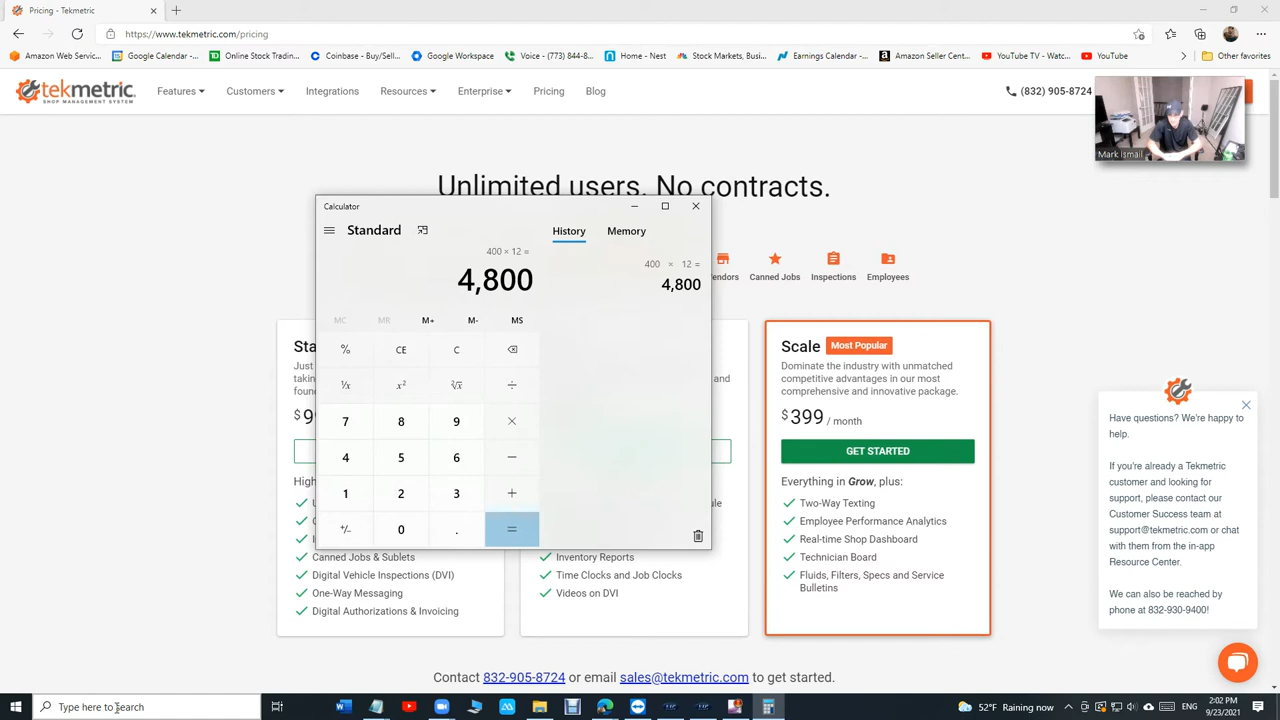 Pricing - Tekmetric
https://www.tekmetric.com/pricing
Amazon Web Serv...
Google Calendar -...
Online Stock Tradin...
Coinbase - Buy/Sell...
Google Workspace
Voice - (773) 844-8...
Home - Nest
Stock Markets, Busi...
Earnings Calendar -...
Amazon Seller Cent...
YouTube TV - Watc...
YouTube
Other favorites
tekmetric
SHOP MANAGEMENT SYSTEM
Features
Customers
Integrations
Resources
Enterprise
Pricing
Blog
(832) 905-8724
Mark Ismail
Unlimited users. No contracts.
Calculator
Standard
History
Memory
400 × 12 =
4,800
400 × 12 =
4,800
MC MR M+ M- MS
% CE C
¹/x x² ²√x ÷
7 8 9 ×
4 5 6 −
1 2 3 +
+/− 0 . =
Canned Jobs
Inspections
Employees
Scale
Most Popular
Dominate the industry with unmatched
competitive advantages in our most
comprehensive and innovative package.
$399 / month
GET STARTED
Everything in Grow, plus:
Two-Way Texting
Employee Performance Analytics
Real-time Shop Dashboard
Technician Board
Fluids, Filters, Specs and Service
Bulletins
Canned Jobs & Sublets
Digital Vehicle Inspections (DVI)
One-Way Messaging
Digital Authorizations & Invoicing
Inventory Reports
Time Clocks and Job Clocks
Videos on DVI
Have questions? We're happy to
help.
If you're already a Tekmetric
customer and looking for
support, please contact our
Customer Success team at
support@tekmetric.com or chat
with them from the in-app
Resource Center.
We can also be reached by
phone at 832-930-9400!
Contact 832-905-8724 or email sales@tekmetric.com to get started.
Type here to search
52°F Raining now
2:02 PM
9/23/2021